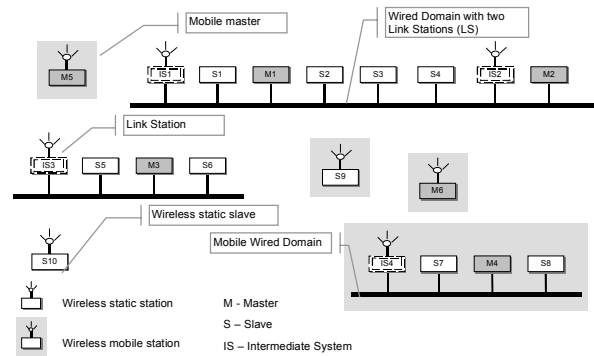 Mobile master
Wired Domain with two
Link Stations (LS)
M5
IS1
S1
M1
S2
S3
S4
IS2
M2
Link Station
IS3
S5
M3
S6
S9
M6
Wireless static slave
Mobile Wired Domain
S10
IS4
S7
M4
S8
Wireless static station
M - Master
S – Slave
Wireless mobile station
IS – Intermediate System